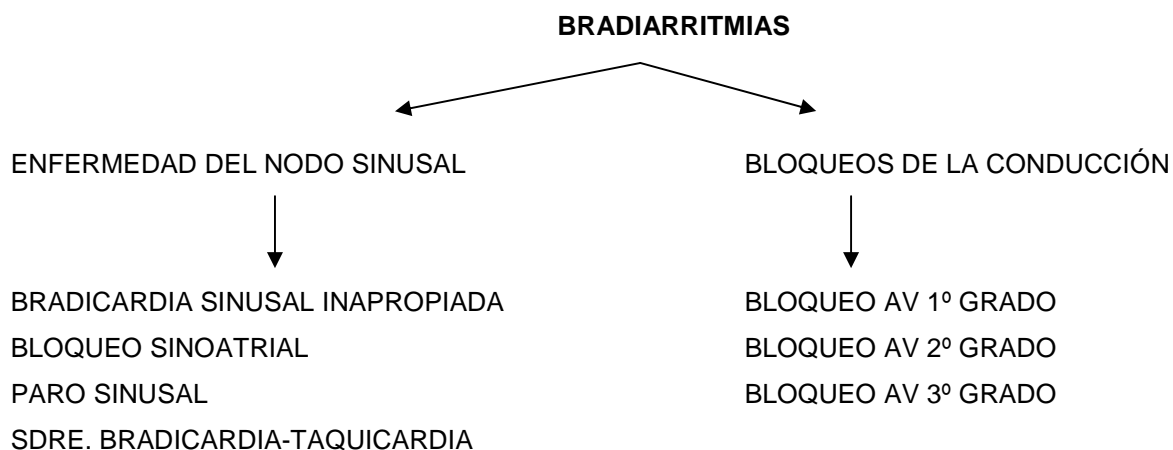 BRADIARRITMIAS
ENFERMEDAD DEL NODO SINUSAL
BLOQUEOS DE LA CONDUCCIÓN
BRADICARDIA SINUSAL INAPROPIADA
BLOQUEO SINOATRIAL
PARO SINUSAL
SDRE. BRADICARDIA-TAQUICARDIA
BLOQUEO AV 1º GRADO
BLOQUEO AV 2º GRADO
BLOQUEO AV 3º GRADO